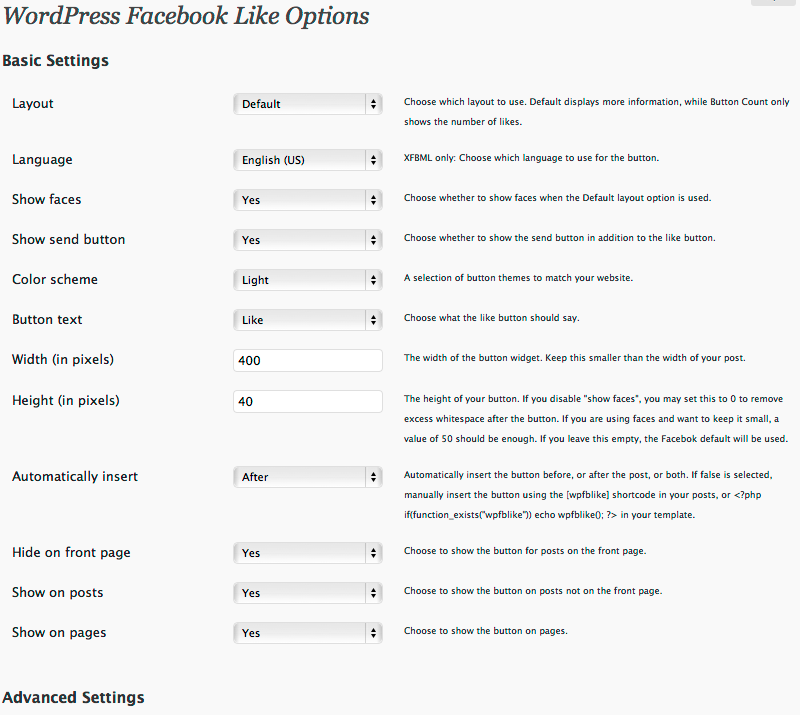 WordPress Facebook Like Options
Basic Settings
Layout
Default
Choose which layout to use. Default displays more information, while Button Count only
shows the number of likes.
Language
English (US)
XFBML only: Choose which language to use for the button.
Show faces
Yes
Choose whether to show faces when the Default layout option is used.
Show send button
Yes
Choose whether to show the send button in addition to the like button.
Color scheme
Light
A selection of button themes to match your website.
Button text
Like
Choose what the like button should say.
Width (in pixels)
400
The width of the button widget. Keep this smaller than the width of your post.
Height (in pixels)
40
The height of your button. If you disable "show faces", you may set this to 0 to remove
excess whitespace after the button. If you are using faces and want to keep it small, a
value of 50 should be enough. If you leave this empty, the Facebok default will be used.
Automatically insert
After
Automatically insert the button before, or after the post, or both. If false is selected,
manually insert the button using the [wpfblike] shortcode in your posts, or <?php
if(function_exists("wpfblike")) echo wpfblike(); ?> in your template.
Hide on front page
Yes
Choose to show the button for posts on the front page.
Show on posts
Yes
Choose to show the button on posts not on the front page.
Show on pages
Yes
Choose to show the button on pages.
Advanced Settings